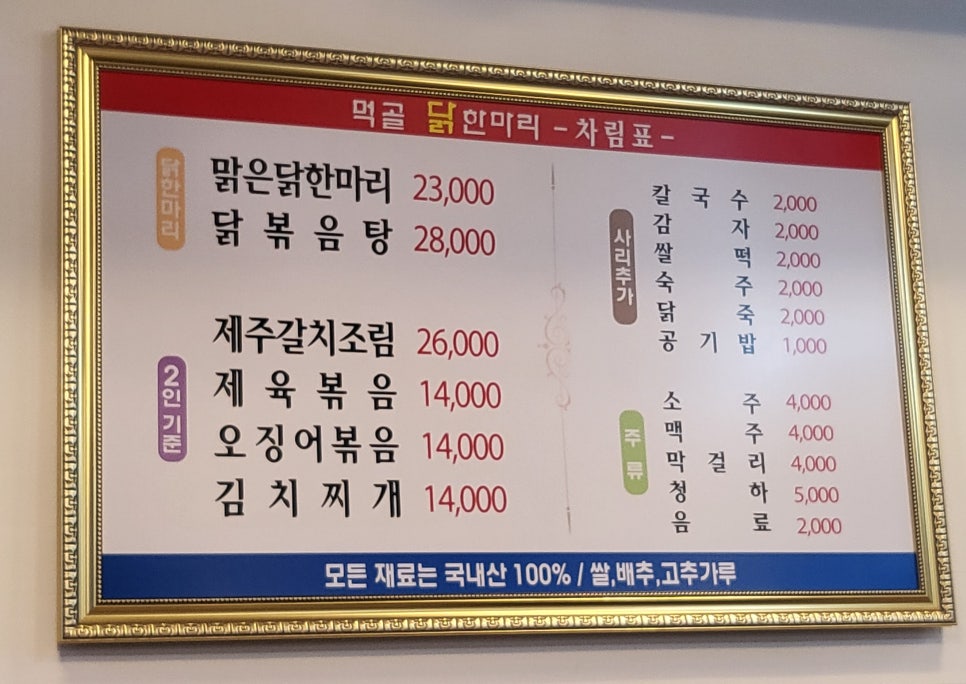 먹골 닭한마리 -차림표-
닭한마리
맑은닭한마리 23,000
닭볶음탕 28,000
2인 기준
제주갈치조림 26,000
제육볶음 14,000
오징어볶음 14,000
김치찌개 14,000
사리추가
칼국수 2,000
감자 2,000
쌀떡 2,000
숙주 2,000
닭죽 2,000
공기밥 1,000
주류
소주 4,000
맥주 4,000
막걸리 4,000
청하 5,000
음료 2,000
모든 재료는 국내산 100% / 쌀,배추,고추가루